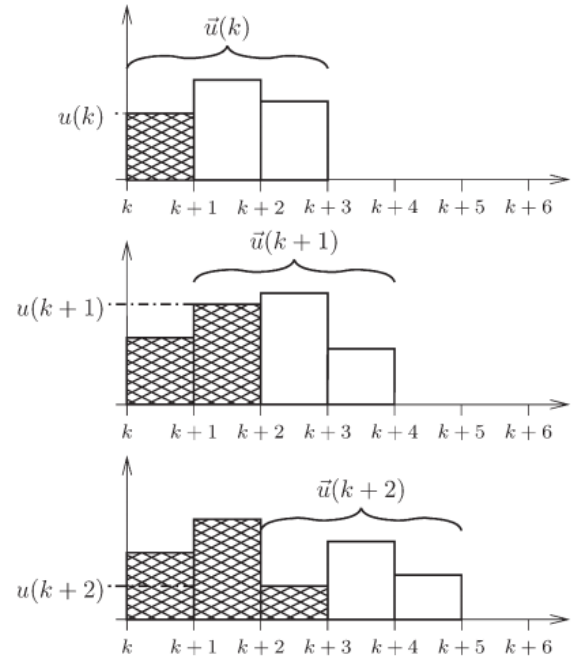 u⃗(k)
u(k)
k k + 1 k + 2 k + 3 k + 4 k + 5 k + 6
u⃗(k + 1)
u(k + 1)
k k + 1 k + 2 k + 3 k + 4 k + 5 k + 6
u⃗(k + 2)
u(k + 2)
k k + 1 k + 2 k + 3 k + 4 k + 5 k + 6